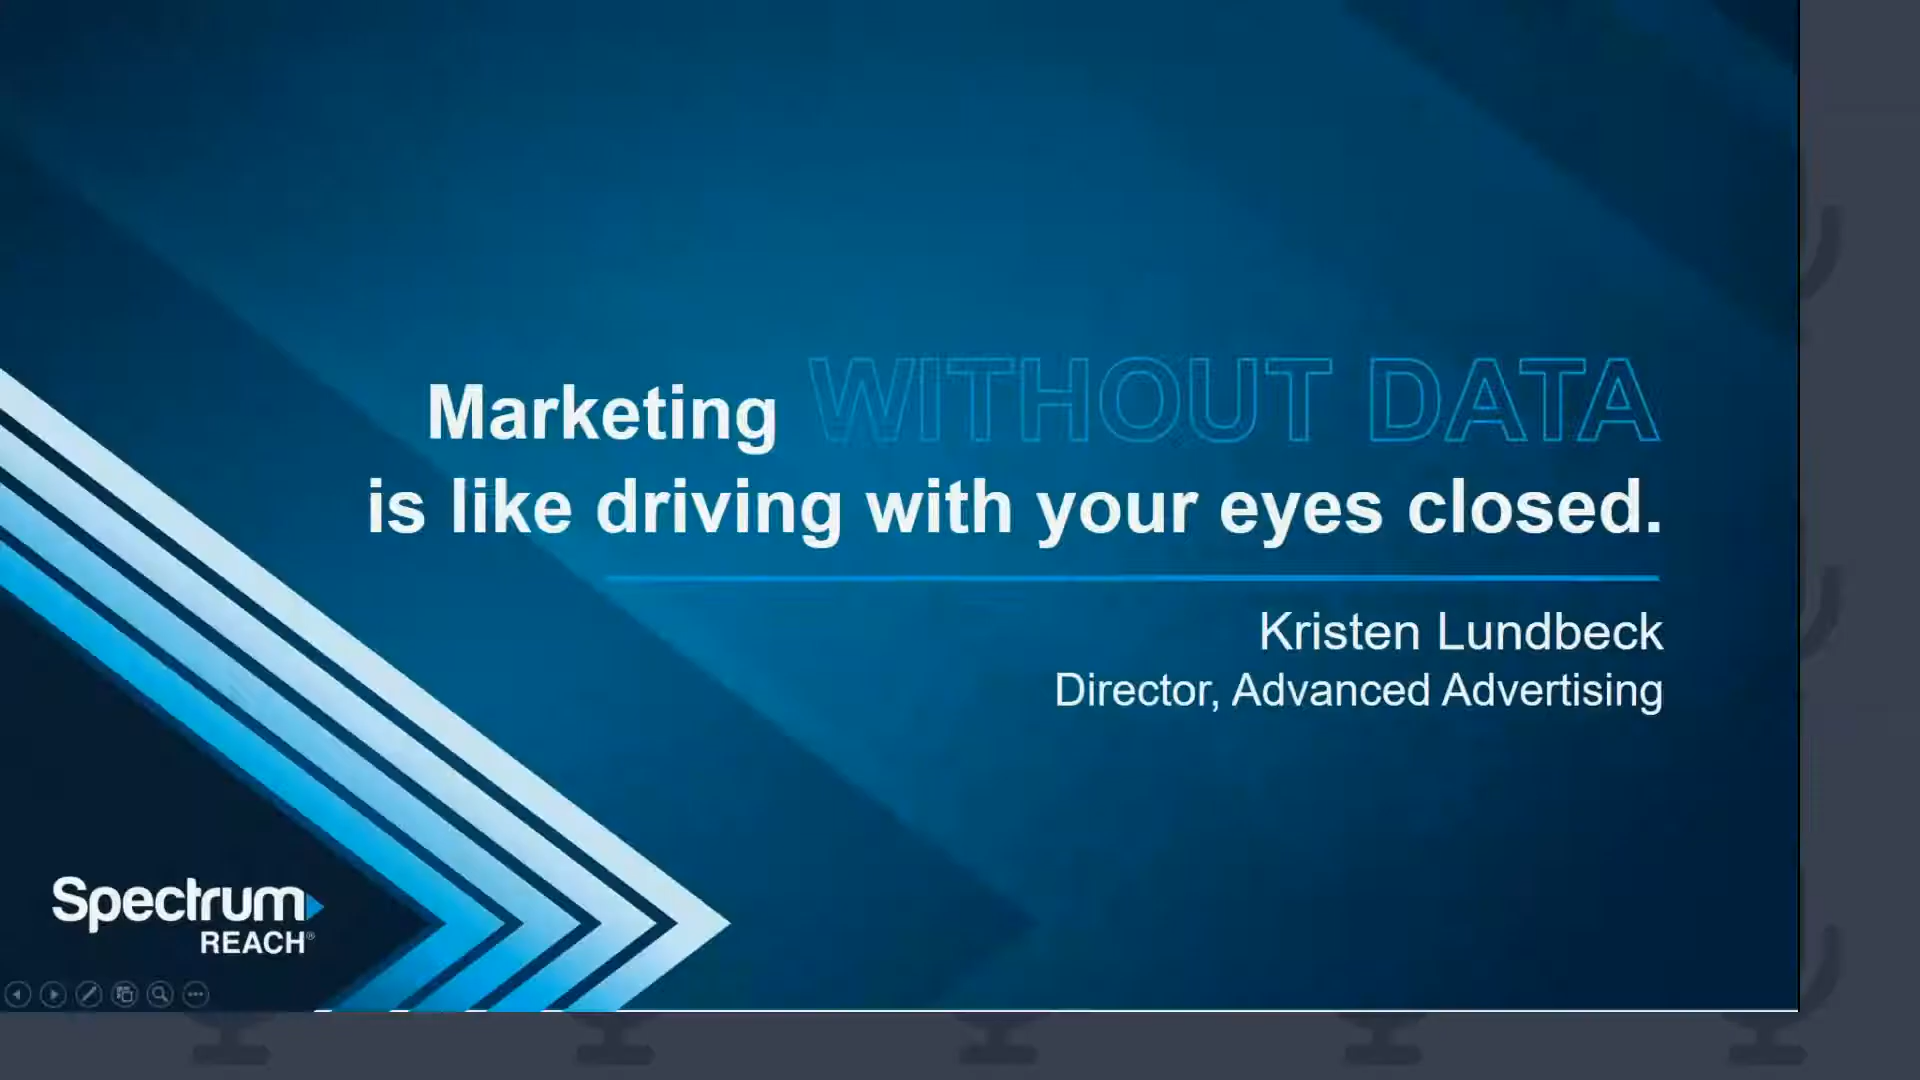 Marketing WITHOUT DATA
is like driving with your eyes closed.
Kristen Lundbeck
Director, Advanced Advertising
Spectrum
REACH®